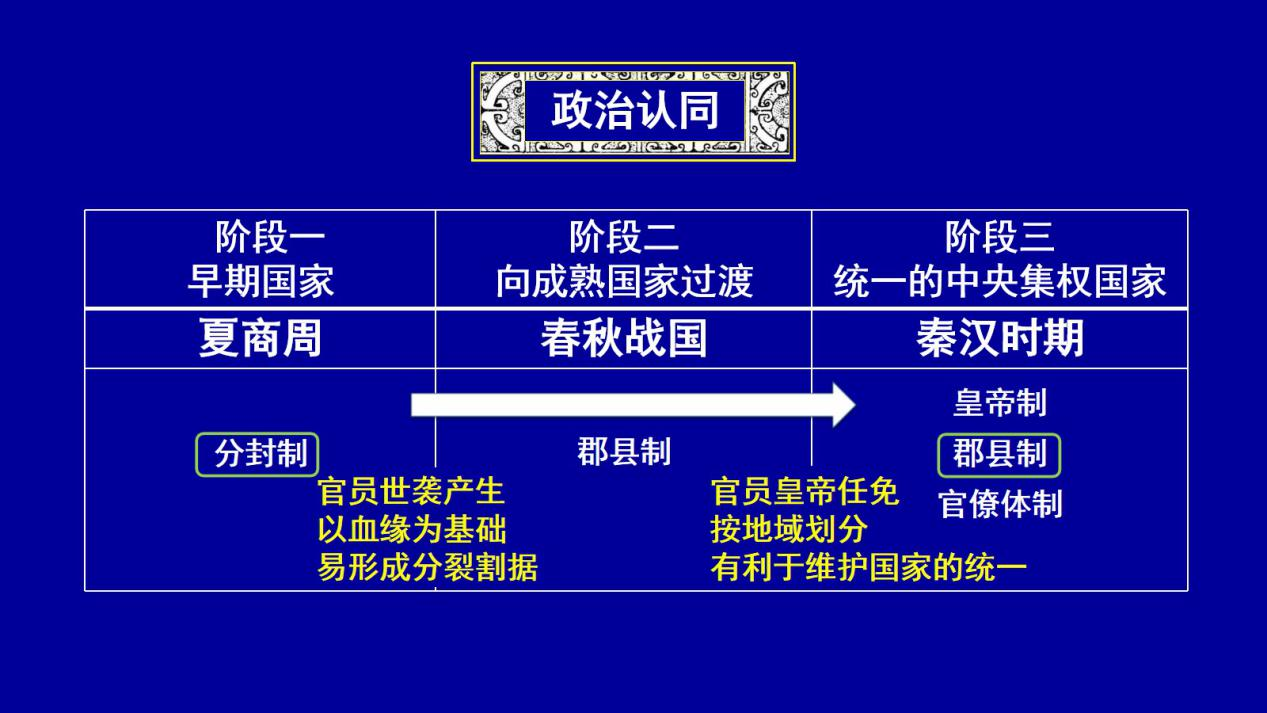 政治认同
阶段一
早期国家
阶段二
向成熟国家过渡
阶段三
统一的中央集权国家
夏商周
春秋战国
秦汉时期
分封制
官员世袭产生
以血缘为基础
易形成分裂割据
郡县制
皇帝制
郡县制
官僚体制
官员皇帝任免
按地域划分
有利于维护国家的统一